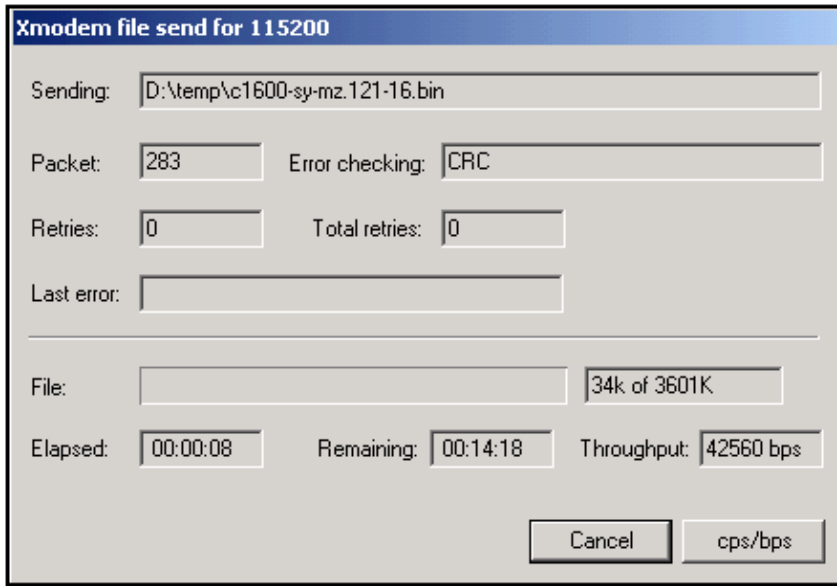 Xmodem file send for 115200
Sending: D:\temp\c1600-sy-mz.121-16.bin
Packet: 283 Error checking: CRC
Retries: 0 Total retries: 0
Last error:
File: 34k of 3601K
Elapsed: 00:00:08 Remaining: 00:14:18 Throughput: 42560 bps
Cancel cps/bps